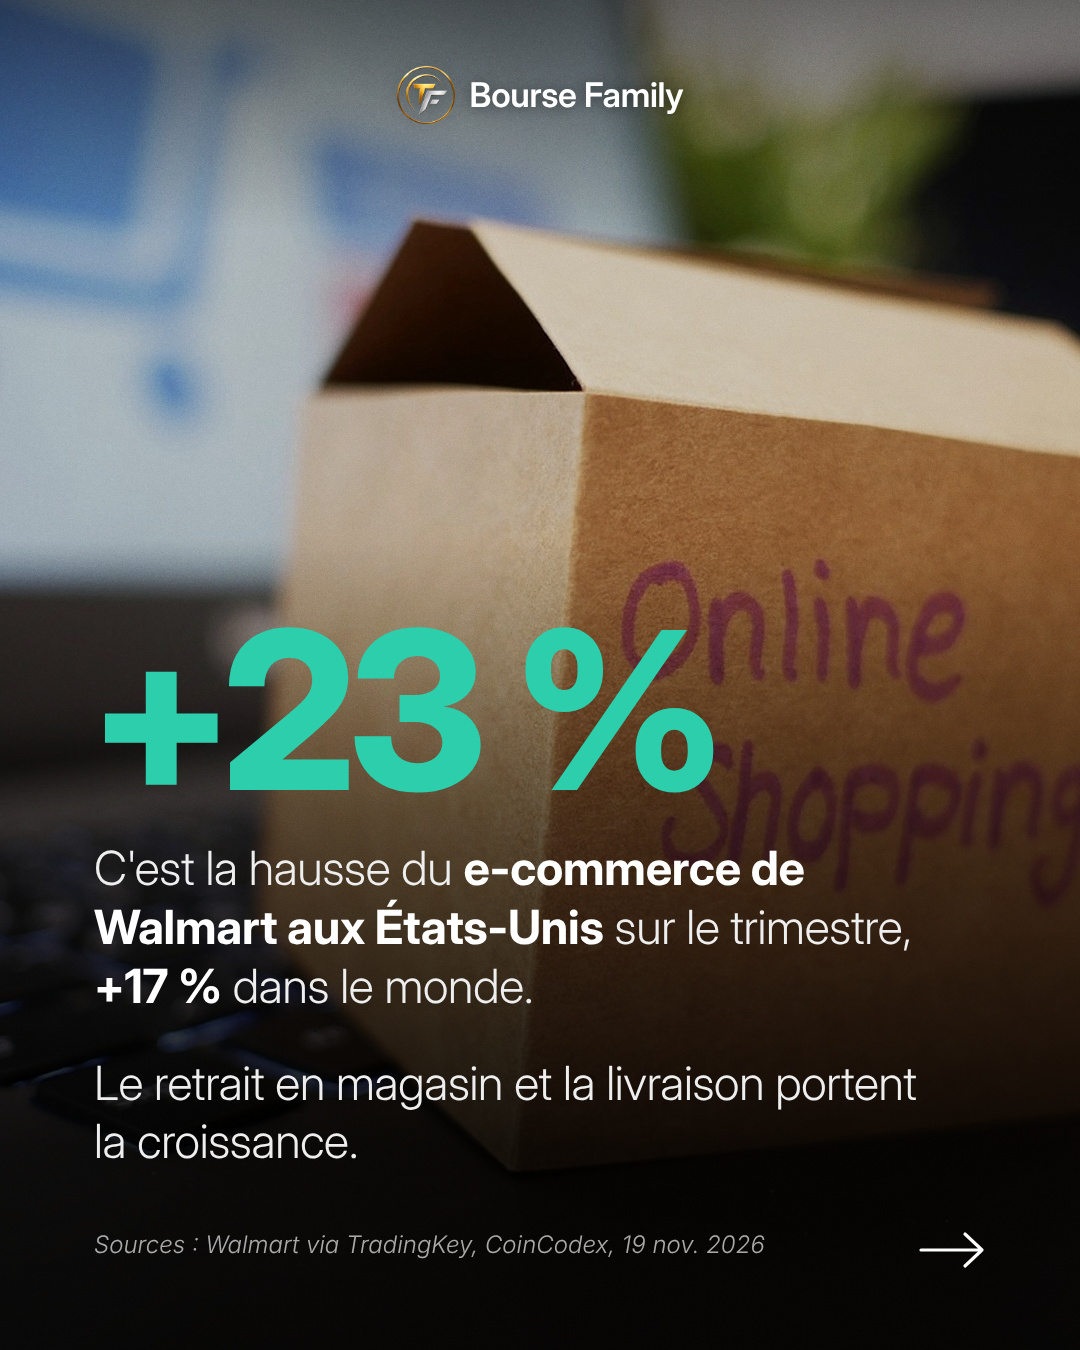 TF Bourse Family
Online
Shopping
+23 %
C'est la hausse du e-commerce de
Walmart aux États-Unis sur le trimestre,
+17 % dans le monde.
Le retrait en magasin et la livraison portent
la croissance.
Sources : Walmart via TradingKey, CoinCodex, 19 nov. 2026